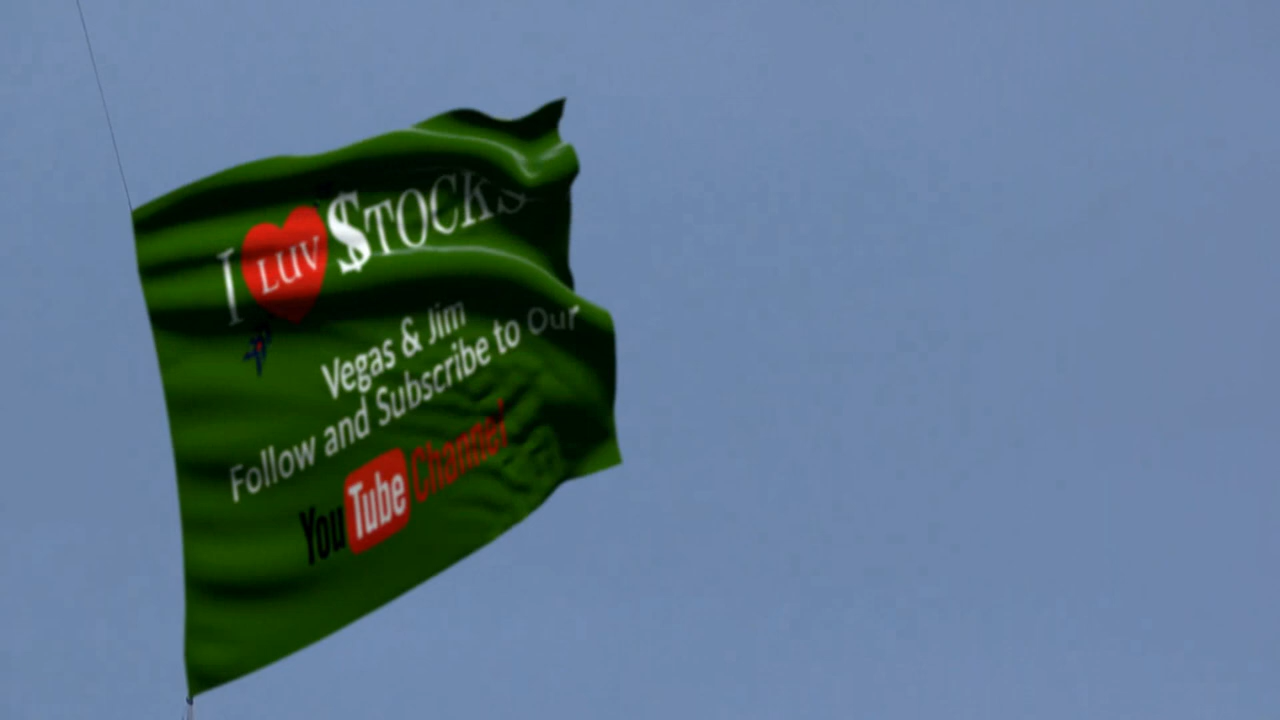 I LUV $TOCKS
Vegas & Jim
Follow and Subscribe to Our
YouTube Channel